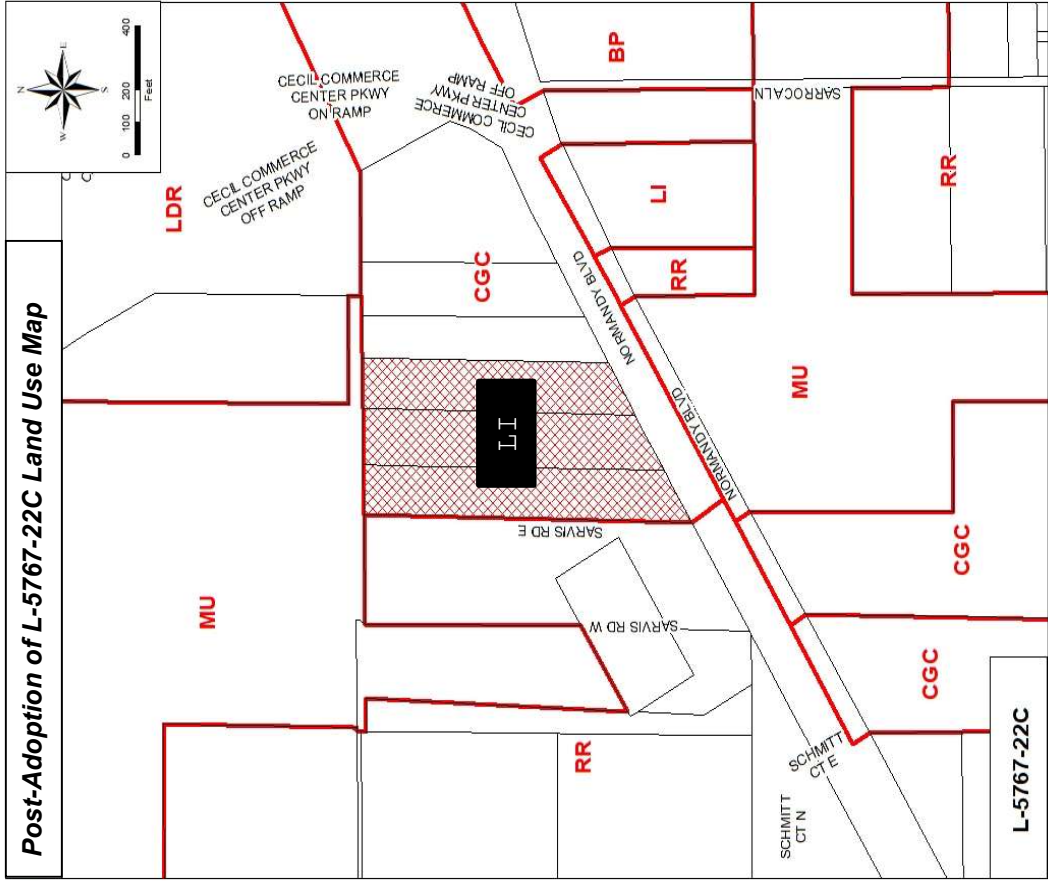 Post-Adoption of L-5767-22C Land Use Map
N
E
S
W
0 100 200 400
Feet
LDR
CECIL COMMERCE
CENTER PKWY
OFF RAMP
CECIL COMMERCE
CENTER PKWY
ON RAMP
CECIL COMMERCE
CENTER PKWY
OFF RAMP
BP
SARROCALN
MU
CGC
LI
NORMANDY BLVD
LI
RR
RR
SARVIS RD E
NORMANDY BLVD
MU
SARVIS RD W
RR
CGC
CGC
SCHMITT
CT E
SCHMITT
CT N
L-5767-22C